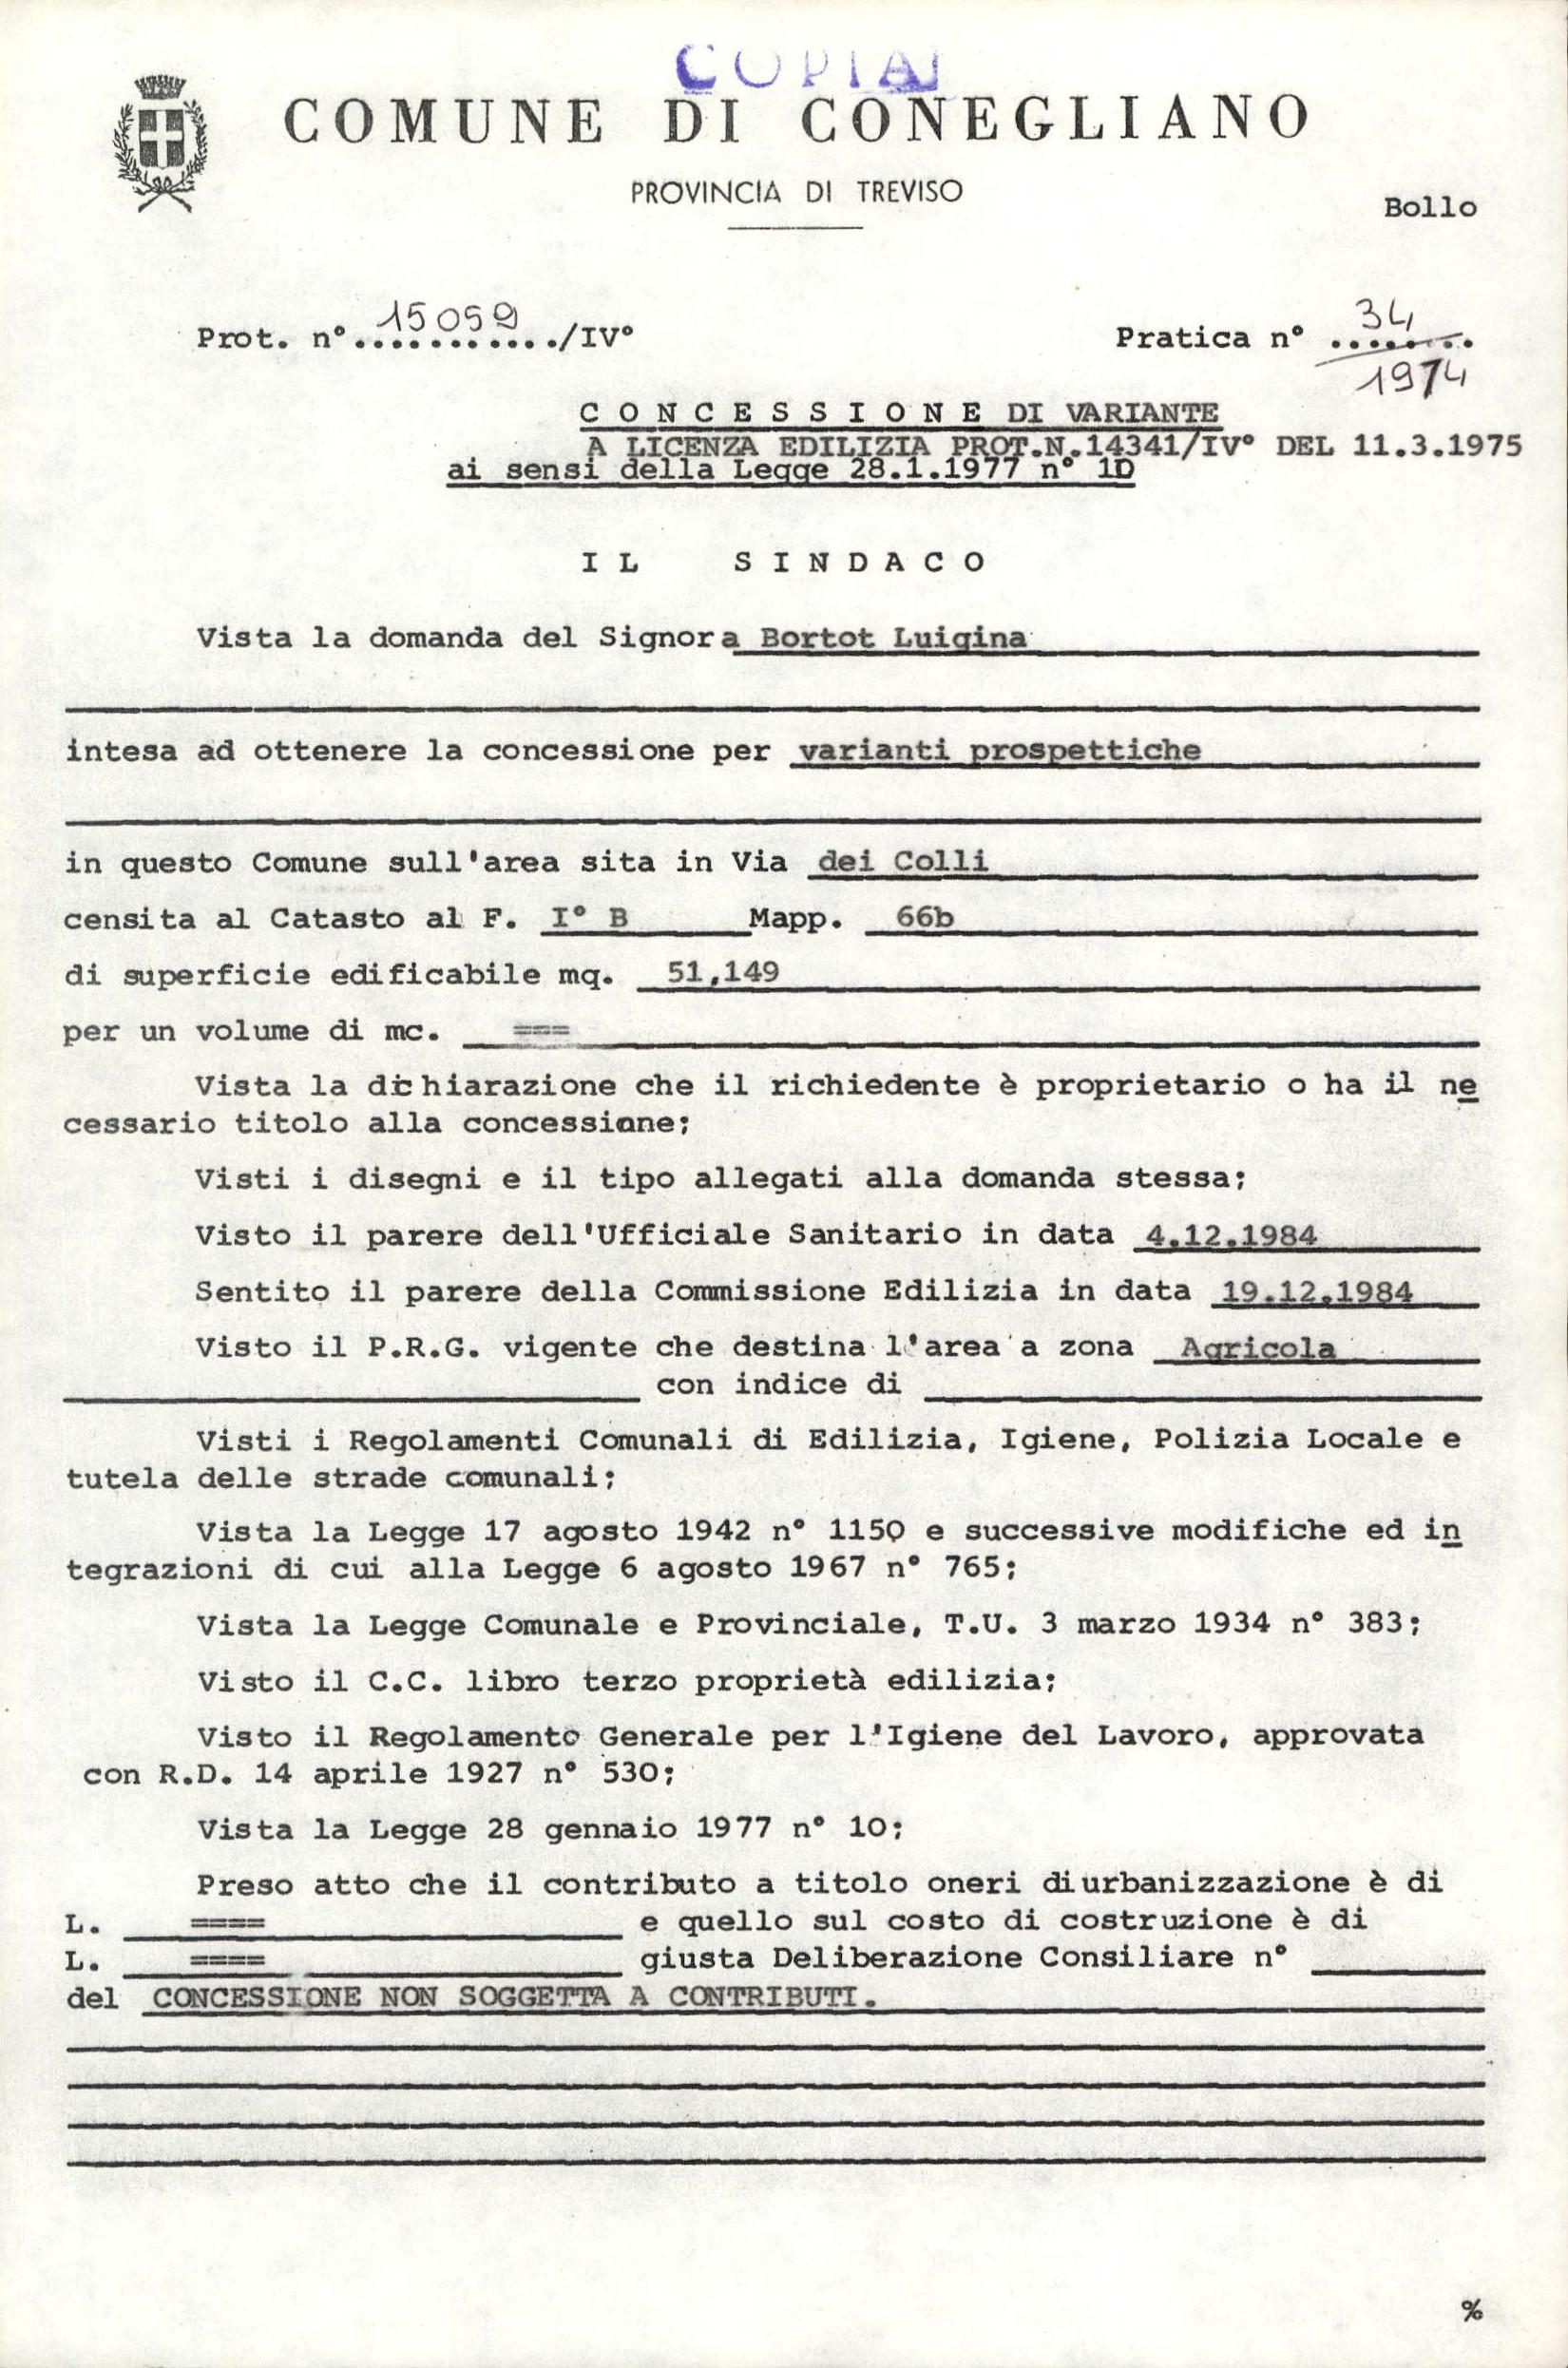 COPIA
COMUNE DI CONEGLIANO
PROVINCIA DI TREVISO
Bollo
Prot. n° 15059 /IV° Pratica n° 34
1974
CONCESSIONE DI VARIANTE
A LICENZA EDILIZIA PROT.N.14341/IV° DEL 11.3.1975
ai sensi della Legge 28.1.1977 n° 10
IL SINDACO
Vista la domanda del Signora Bortot Luigina
intesa ad ottenere la concessione per varianti prospettiche
in questo Comune sull'area sita in Via dei Colli
censita al Catasto al F. I° B Mapp. 66b
di superficie edificabile mq. 51,149
per un volume di mc. ===
Vista la dichiarazione che il richiedente è proprietario o ha il ne
cessario titolo alla concessione;
Visti i disegni e il tipo allegati alla domanda stessa;
Visto il parere dell'Ufficiale Sanitario in data 4.12.1984
Sentito il parere della Commissione Edilizia in data 19.12.1984
Visto il P.R.G. vigente che destina l'area a zona Agricola
con indice di
Visti i Regolamenti Comunali di Edilizia, Igiene, Polizia Locale e
tutela delle strade comunali;
Vista la Legge 17 agosto 1942 n° 1150 e successive modifiche ed in
tegrazioni di cui alla Legge 6 agosto 1967 n° 765;
Vista la Legge Comunale e Provinciale, T.U. 3 marzo 1934 n° 383;
Visto il C.C. libro terzo proprietà edilizia;
Visto il Regolamento Generale per l'Igiene del Lavoro, approvata
con R.D. 14 aprile 1927 n° 530;
Vista la Legge 28 gennaio 1977 n° 10;
Preso atto che il contributo a titolo oneri di urbanizzazione è di
L. ==== e quello sul costo di costruzione è di
L. ==== giusta Deliberazione Consiliare n°
del CONCESSIONE NON SOGGETTA A CONTRIBUTI.
%